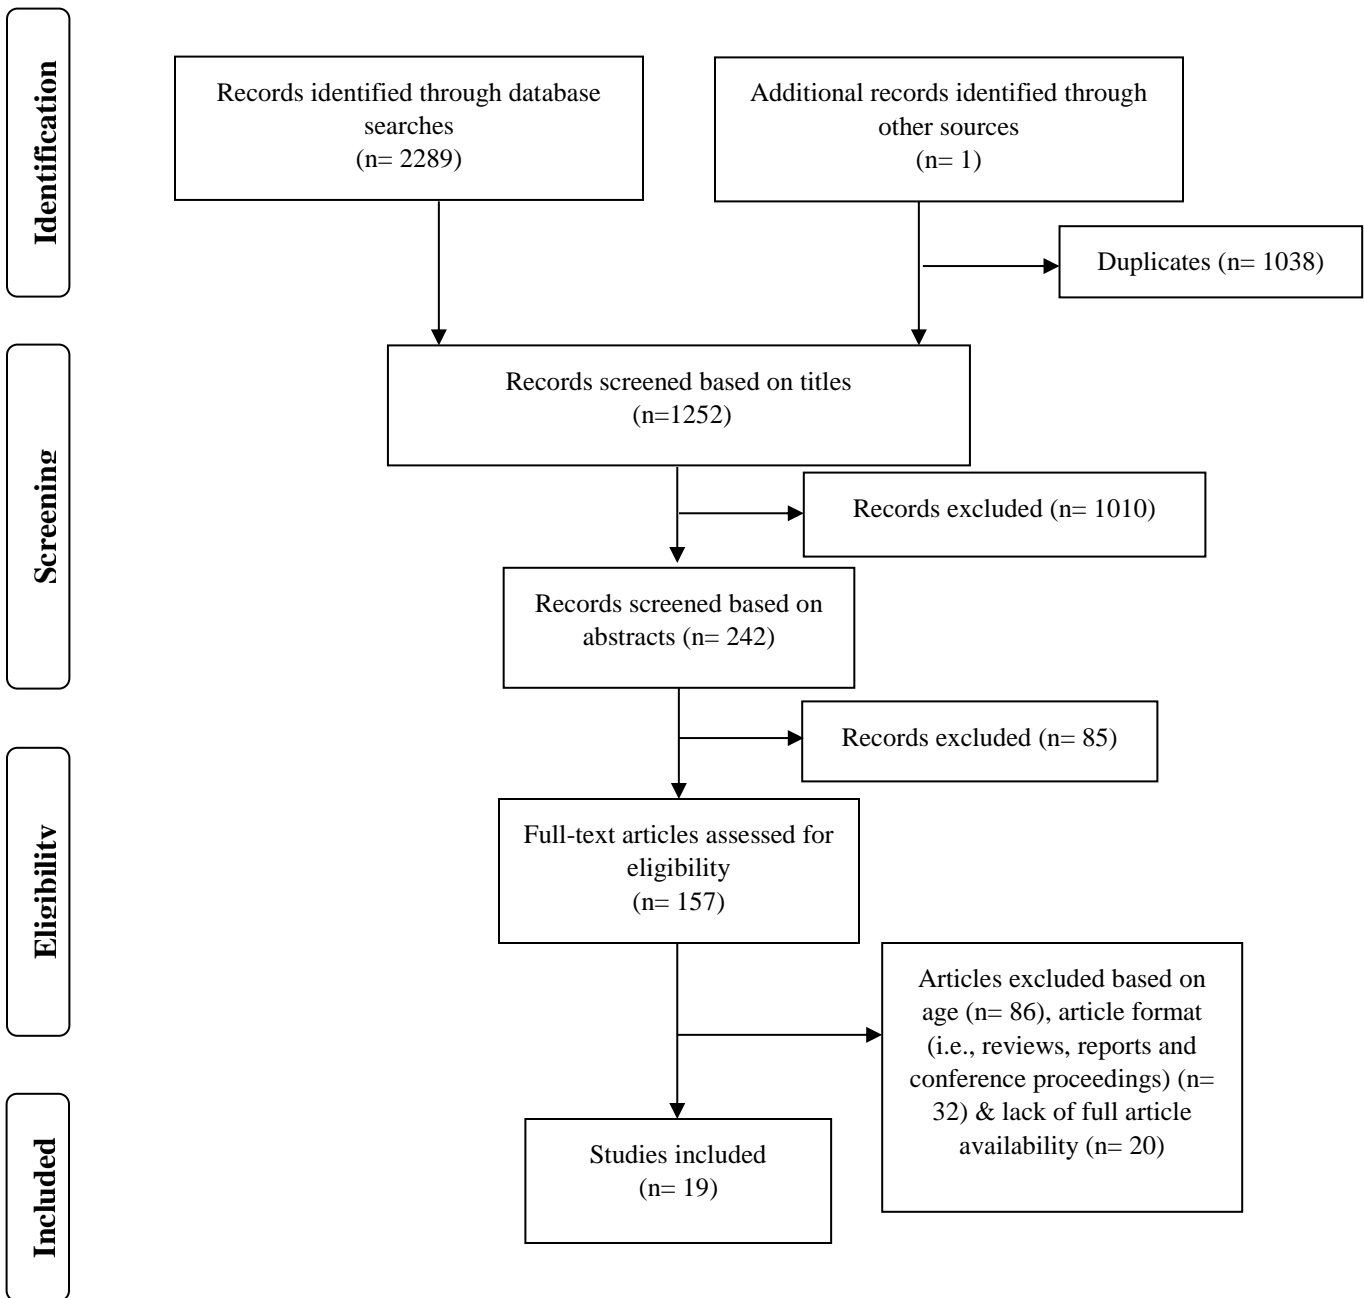 Identification
Records identified through database
searches
(n= 2289)
Additional records identified through
other sources
(n= 1)
Duplicates (n= 1038)
Screening
Records screened based on titles
(n=1252)
Records excluded (n= 1010)
Records screened based on
abstracts (n= 242)
Records excluded (n= 85)
Eligibility
Full-text articles assessed for
eligibility
(n= 157)
Articles excluded based on
age (n= 86), article format
(i.e., reviews, reports and
conference proceedings) (n=
32) & lack of full article
availability (n= 20)
Included
Studies included
(n= 19)